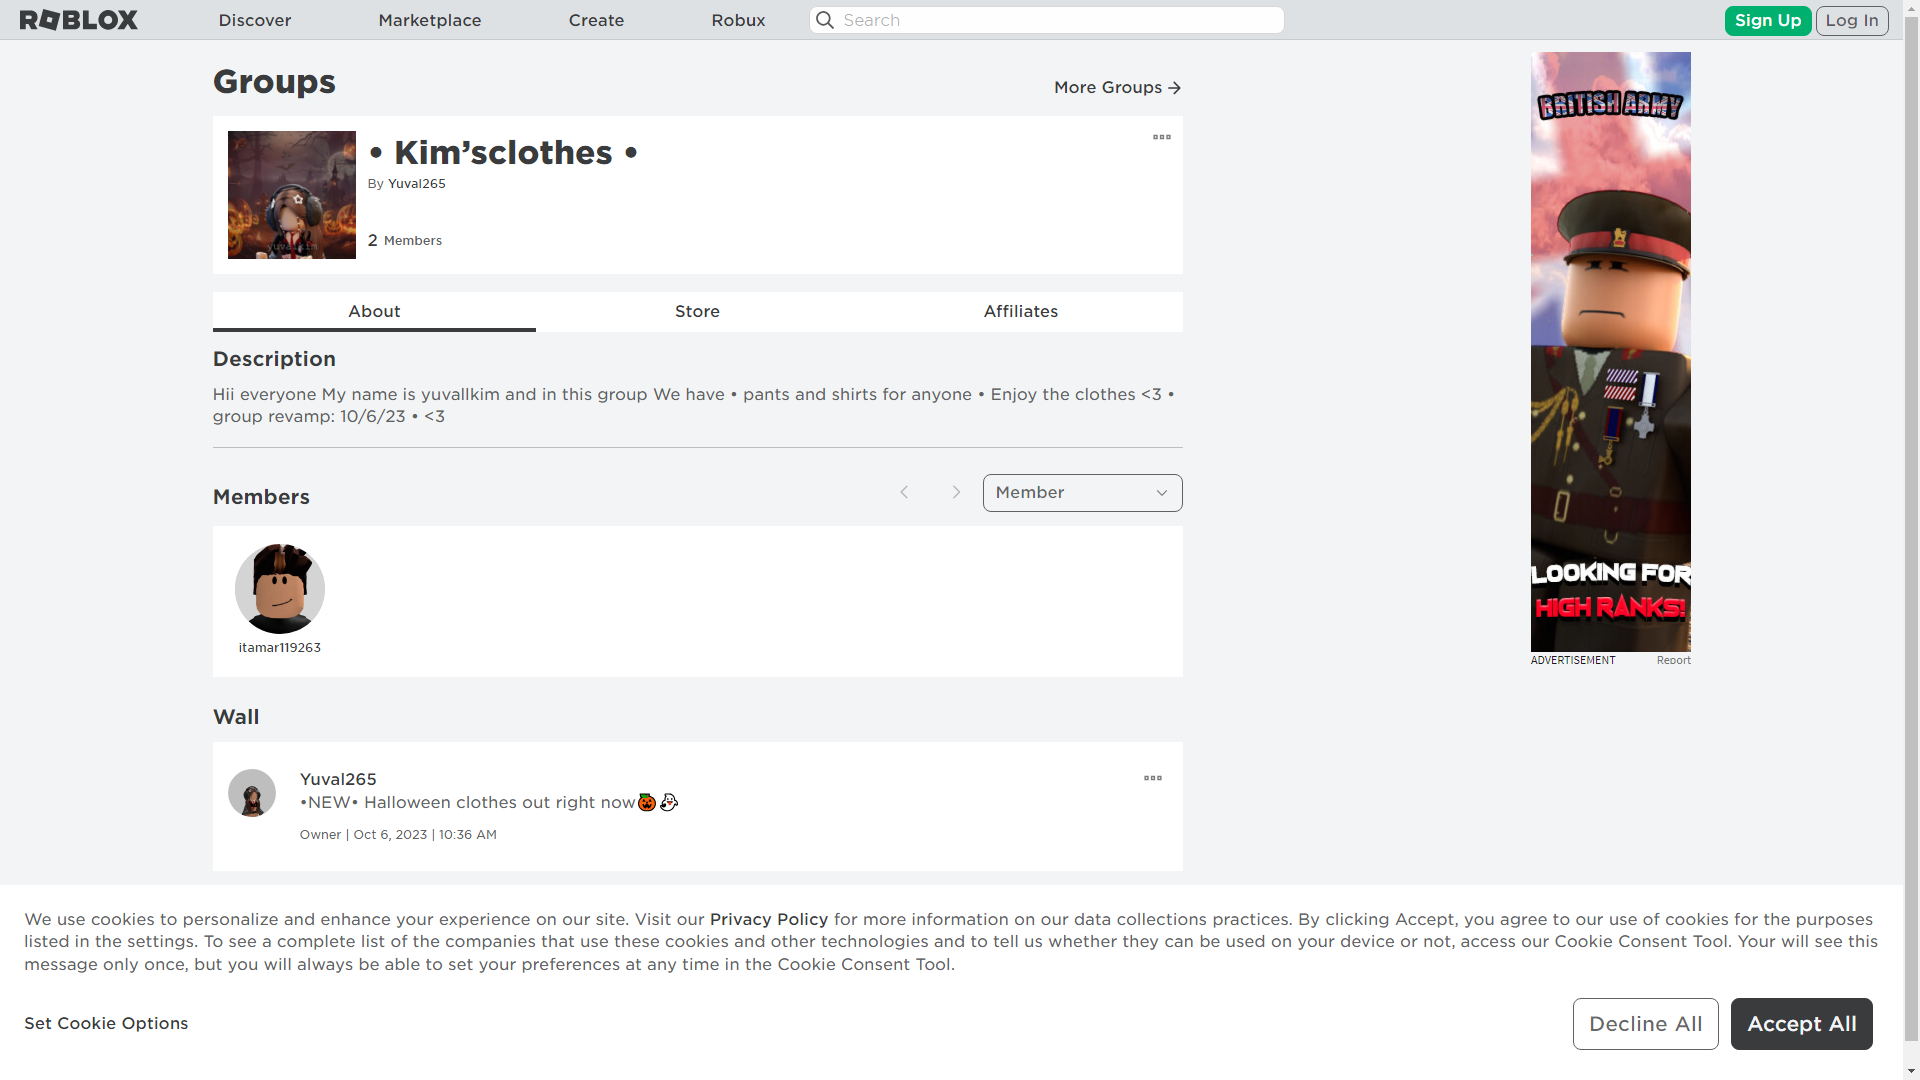 ROBLOX
Discover
Marketplace
Create
Robux
Search
Sign Up
Log In
Groups
More Groups
• Kim’sclothes •
By Yuval265
2 Members
yuvallkim
About
Store
Affiliates
Description
Hii everyone My name is yuvallkim and in this group We have • pants and shirts for anyone • Enjoy the clothes <3 •
group revamp: 10/6/23 • <3
Members
Member
itamar119263
Wall
Yuval265
•NEW• Halloween clothes out right now🎃👻
Owner | Oct 6, 2023 | 10:36 AM
BRITISH ARMY
LOOKING FOR
HIGH RANKS!
ADVERTISEMENT
Report
We use cookies to personalize and enhance your experience on our site. Visit our Privacy Policy for more information on our data collections practices. By clicking Accept, you agree to our use of cookies for the purposes
listed in the settings. To see a complete list of the companies that use these cookies and other technologies and to tell us whether they can be used on your device or not, access our Cookie Consent Tool. Your will see this
message only once, but you will always be able to set your preferences at any time in the Cookie Consent Tool.
Set Cookie Options
Decline All
Accept All